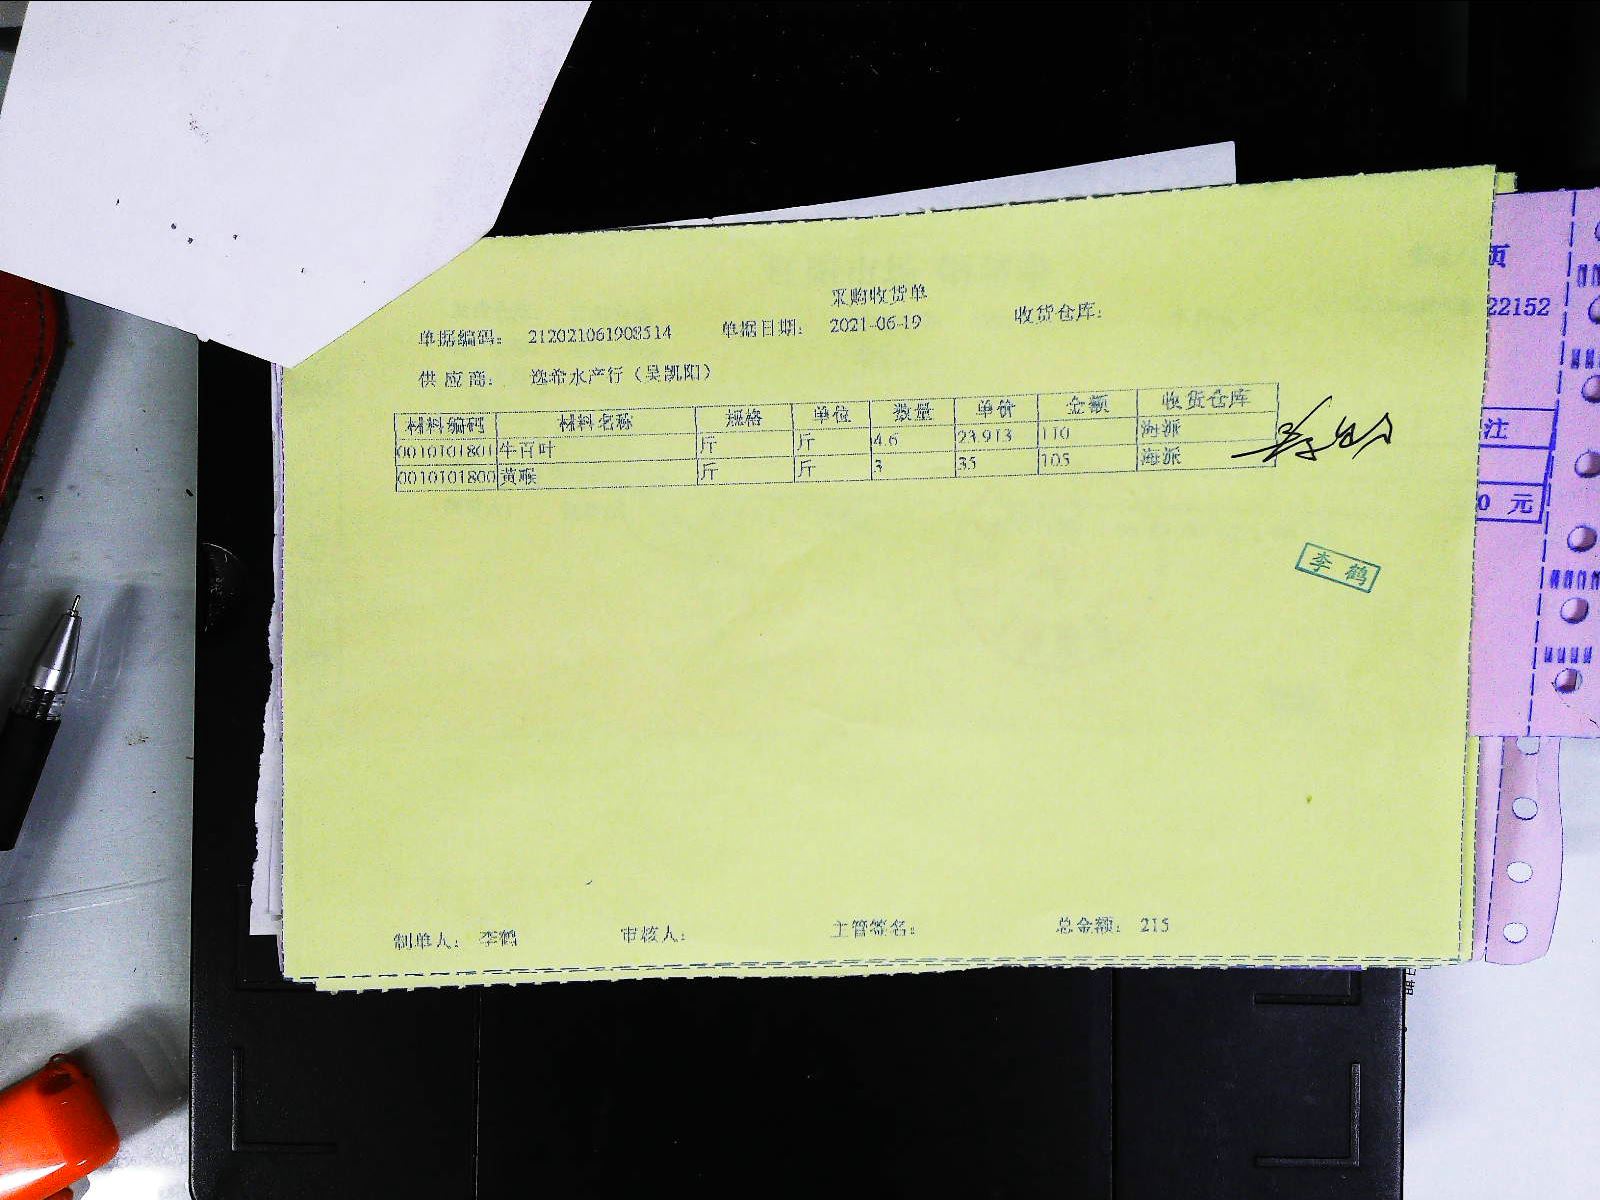 采购收货单
单据编码： 212021061908514 单据日期： 2021-06-19 收货仓库：
供应商： 逸希水产行（吴凯阳）
材料编码 材料名称 规格 单位 数量 单价 金额 收货仓库
0010101801 牛百叶 斤 斤 4.6 23.913 110 海派
0010101800 黄喉 斤 斤 3 35 105 海派
李鹤
制单人： 李鹤 审核人： 主管签名： 总金额： 215
页
22152
注
0 元